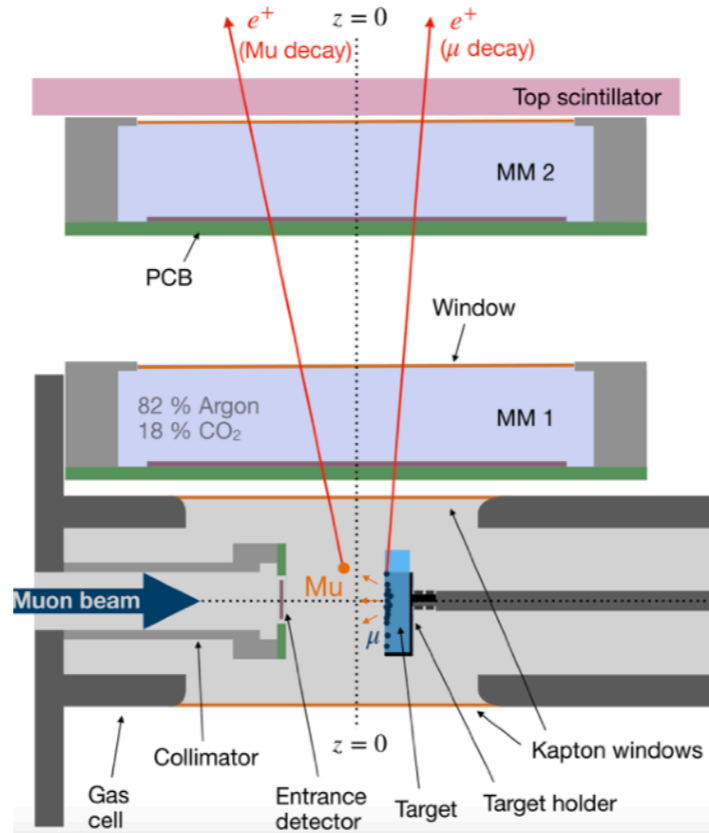 z = 0
e⁺
(Mu decay)
e⁺
(μ decay)
Top scintillator
MM 2
PCB
Window
82 % Argon
18 % CO₂
MM 1
Mu
Muon beam
μ
z = 0
Collimator
Kapton windows
Gas
cell
Entrance
detector
Target
Target holder